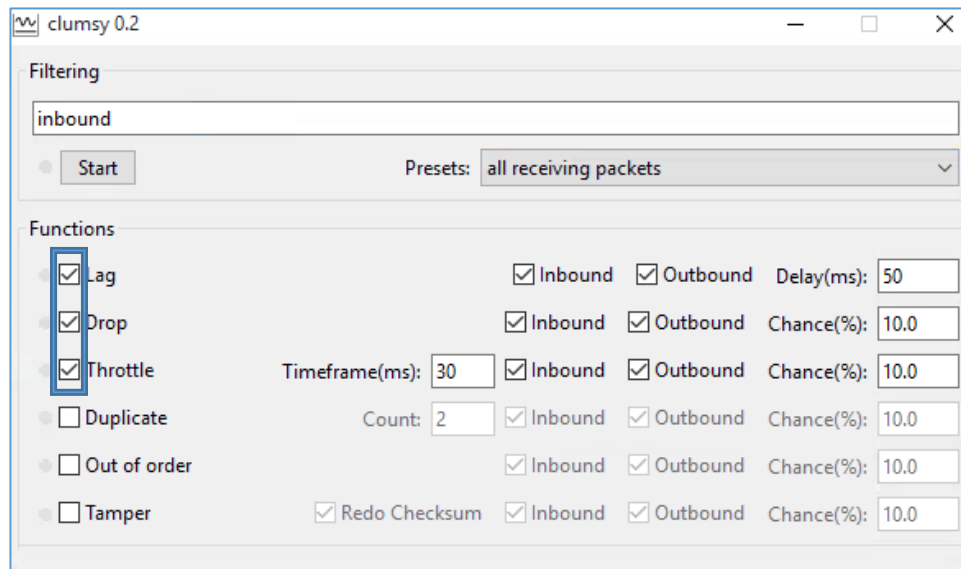 clumsy 0.2
Filtering
inbound
Start Presets: all receiving packets
Functions
Lag Inbound Outbound Delay(ms): 50
Drop Inbound Outbound Chance(%): 10.0
Throttle Timeframe(ms): 30 Inbound Outbound Chance(%): 10.0
Duplicate Count: 2 Inbound Outbound Chance(%): 10.0
Out of order Inbound Outbound Chance(%): 10.0
Tamper Redo Checksum Inbound Outbound Chance(%): 10.0